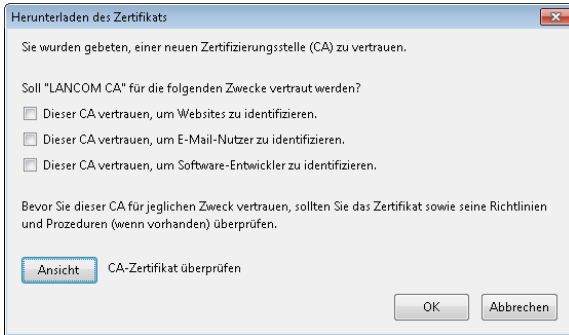 Herunterladen des Zertifikats
Sie wurden gebeten, einer neuen Zertifizierungsstelle (CA) zu vertrauen.
Soll "LANCOM CA" für die folgenden Zwecke vertraut werden?
Dieser CA vertrauen, um Websites zu identifizieren.
Dieser CA vertrauen, um E-Mail-Nutzer zu identifizieren.
Dieser CA vertrauen, um Software-Entwickler zu identifizieren.
Bevor Sie dieser CA für jeglichen Zweck vertrauen, sollten Sie das Zertifikat sowie seine Richtlinien
und Prozeduren (wenn vorhanden) überprüfen.
Ansicht CA-Zertifikat überprüfen
OK Abbrechen